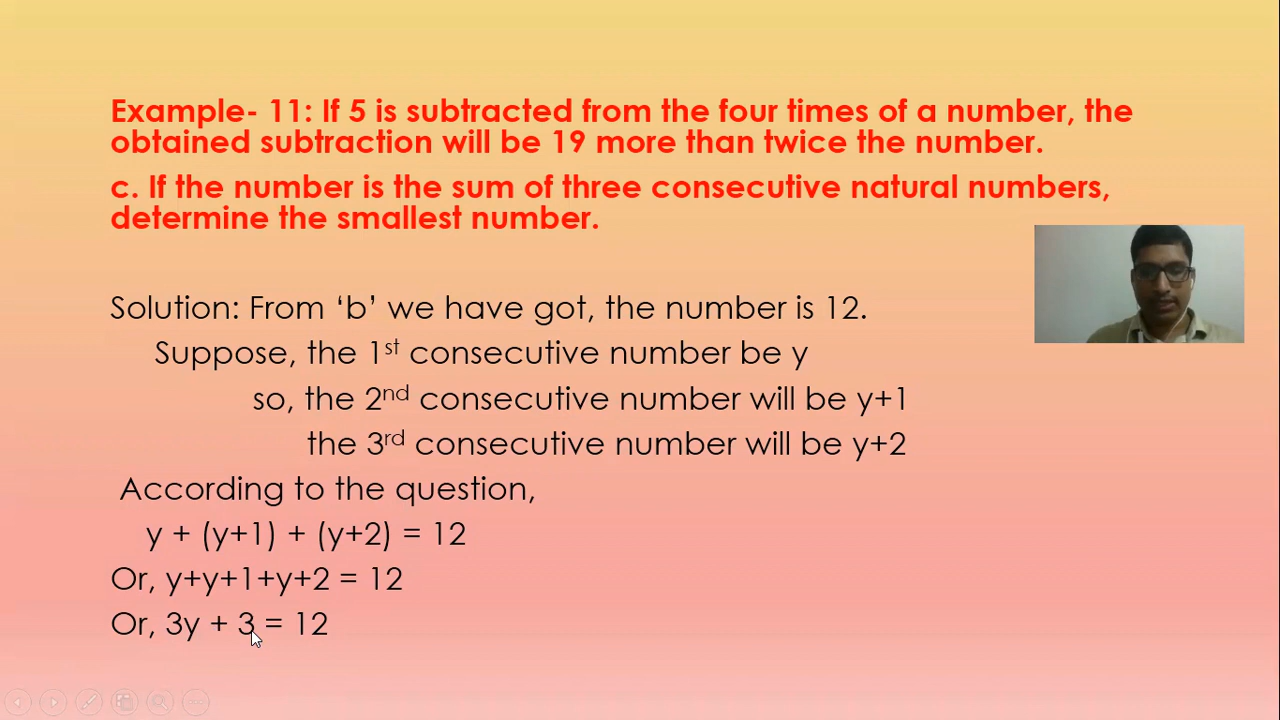 Example- 11: If 5 is subtracted from the four times of a number, the
obtained subtraction will be 19 more than twice the number.
c. If the number is the sum of three consecutive natural numbers,
determine the smallest number.
Solution: From ‘b’ we have got, the number is 12.
Suppose, the 1st consecutive number be y
so, the 2nd consecutive number will be y+1
the 3rd consecutive number will be y+2
According to the question,
y + (y+1) + (y+2) = 12
Or, y+y+1+y+2 = 12
Or, 3y + 3 = 12